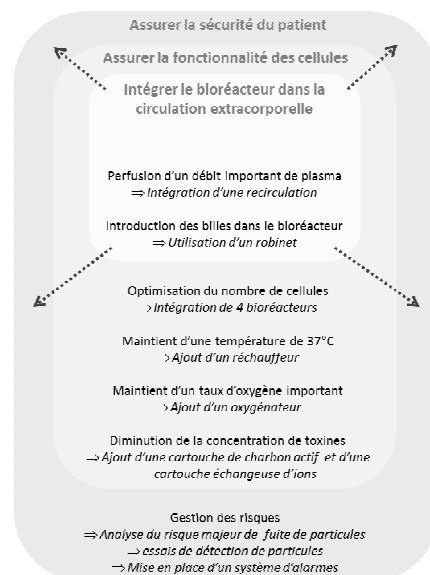 Assurer la sécurité du patient
Assurer la fonctionnalité des cellules
Intégrer le bioréacteur dans la
circulation extracorporelle
Perfusion d'un débit important de plasma
⇒ Intégration d'une recirculation
Introduction des billes dans le bioréacteur
⇒ Utilisation d'un robinet
Optimisation du nombre de cellules
⇒ Intégration de 4 bioréacteurs
Maintient d'une température de 37°C
⇒ Ajout d'un réchauffeur
Maintient d'un taux d'oxygène important
⇒ Ajout d'un oxygénateur
Diminution de la concentration de toxines
⇒ Ajout d'une cartouche de charbon actif et d'une
cartouche échangeuse d'ions
Gestion des risques
⇒ Analyse du risque majeur de fuite de particules
⇒ essais de détection de particules
⇒ Mise en place d'un système d'alarmes